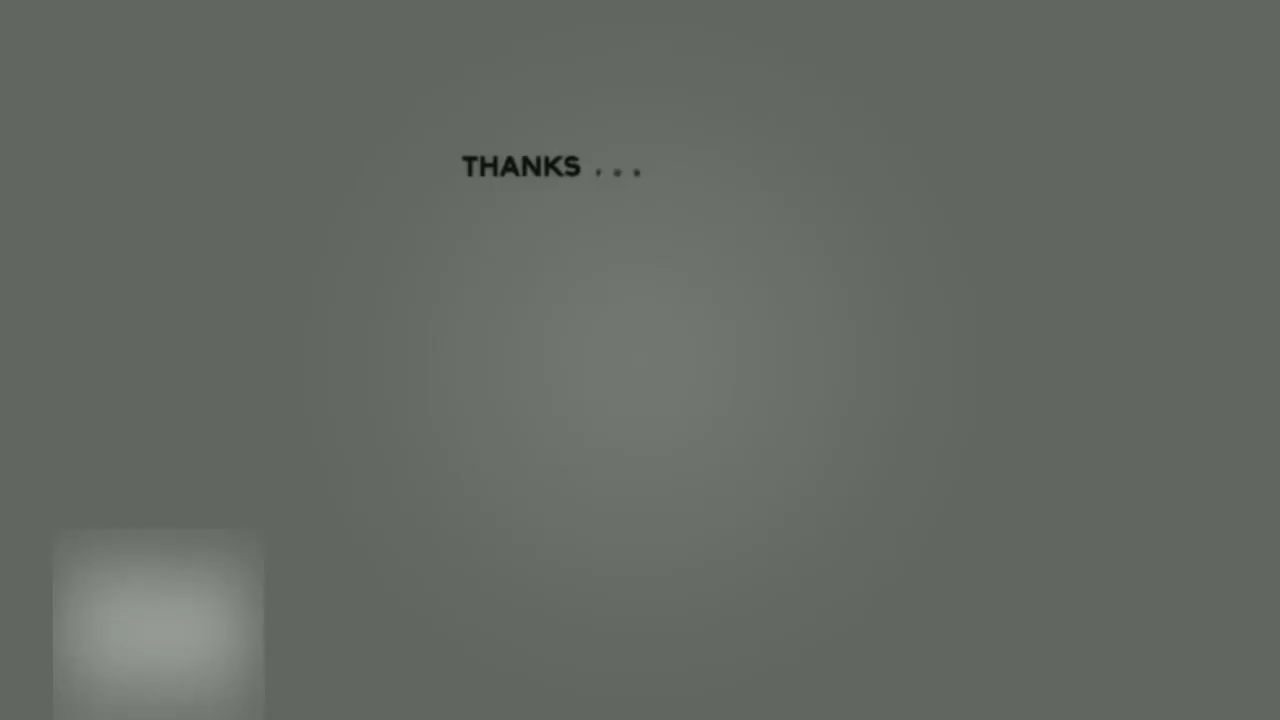 THANKS . . .